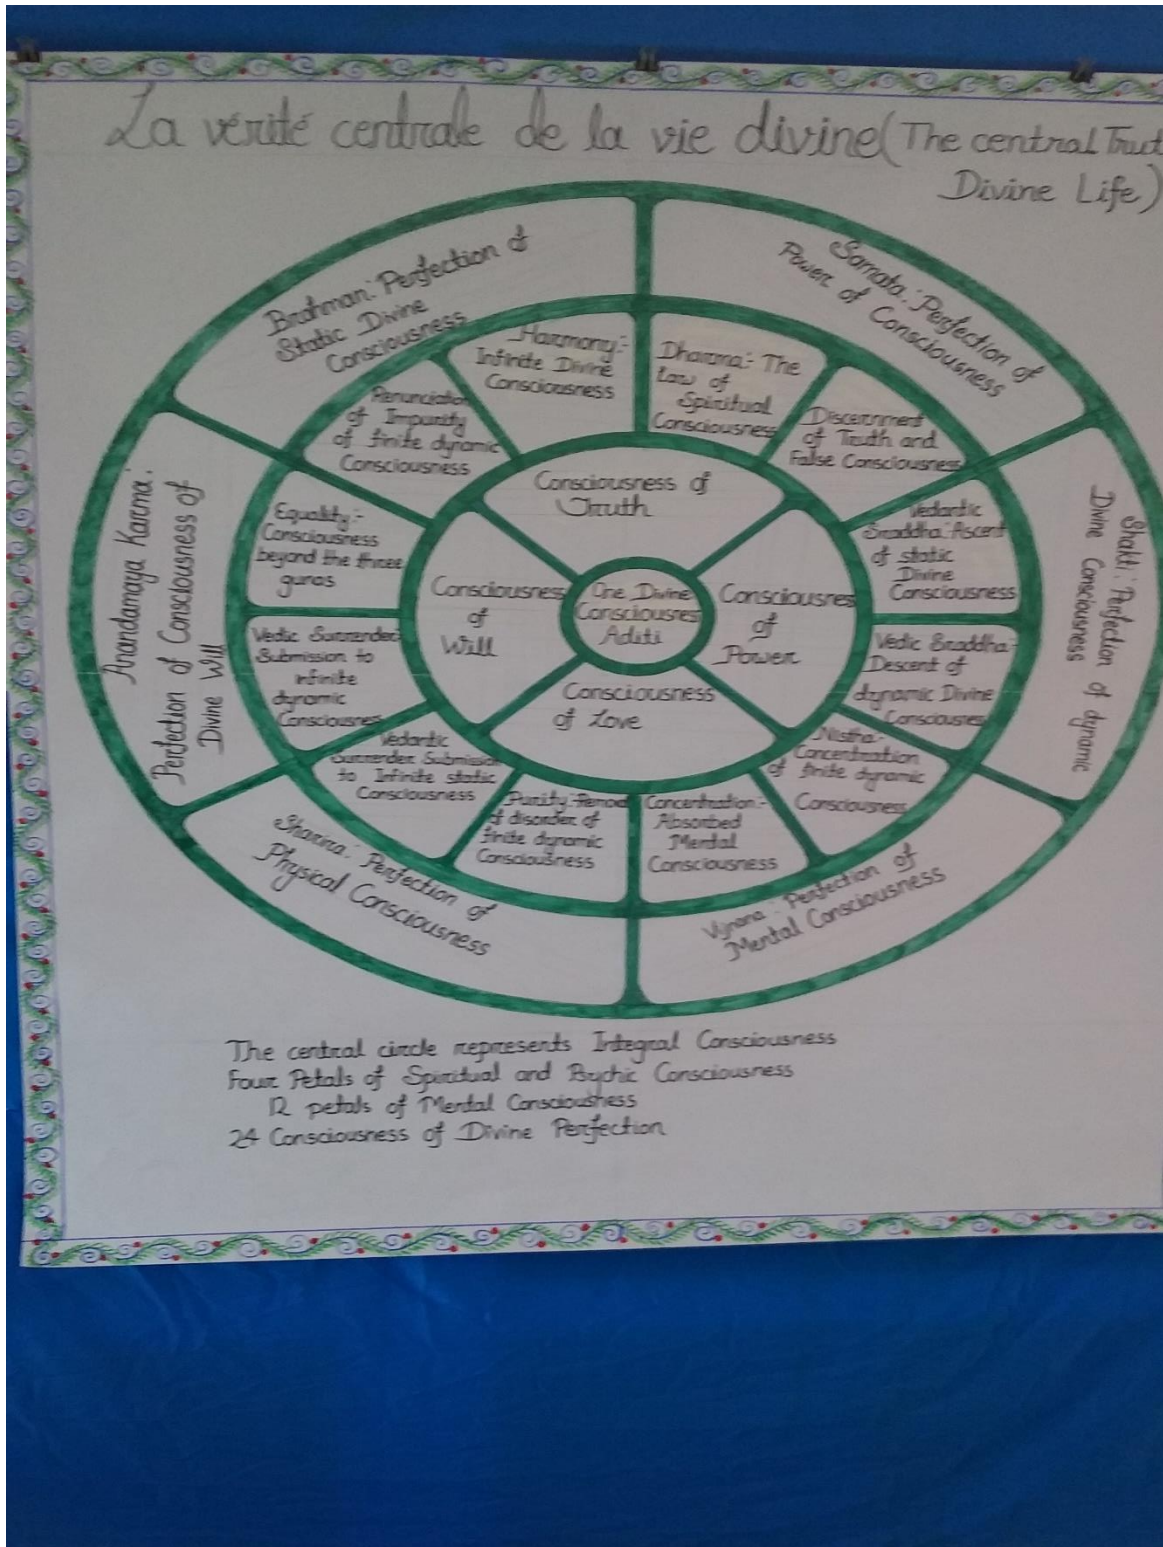 La vérité centrale de la vie divine (The central Trut
Divine Life)
Brahman: Perfection of
Static Divine
Consciousness
Samata: Perfection of
Power of Consciousness
Harmony:-
Infinite Divine
Consciousness
Dharma:- The
Law of
Spiritual
Consciousness
Renunciation
of Impurity
of finite dynamic
Consciousness
Discernment
of Truth and
False Consciousness
Anandamaya Karma:
Perfection of Consciousness of
Divine Will
Equality:-
Consciousness
beyond the three
gunas
Consciousness of
Truth
Vedantic
Sraddha: Ascent
of static
Divine
Consciousness
Bhakti: Perfection of dynamic
Divine Consciousness
Consciousness
of
Will
One Divine
Consciousness
Aditi
Consciousness
of
Power
Vedic Surrender:
Submission to
infinite
dynamic
Consciousness
Vedic Sraddha:-
Descent of
dynamic Divine
Consciousness
Consciousness
of Love
Vedantic
Surrender Submission
to Infinite static
Consciousness
Nistha:-
Concentration
of finite dynamic
Consciousness
Purity:-
of disorder of
finite dynamic
Consciousness
Concentration:-
Absorbed
Mental
Consciousness
Sharira: Perfection of
Physical Consciousness
Vijnana: Perfection of
Mental Consciousness
The central circle represents Integral Consciousness
Four Petals of Spiritual and Psychic Consciousness
12 petals of Mental Consciousness
24 Consciousness of Divine Perfection